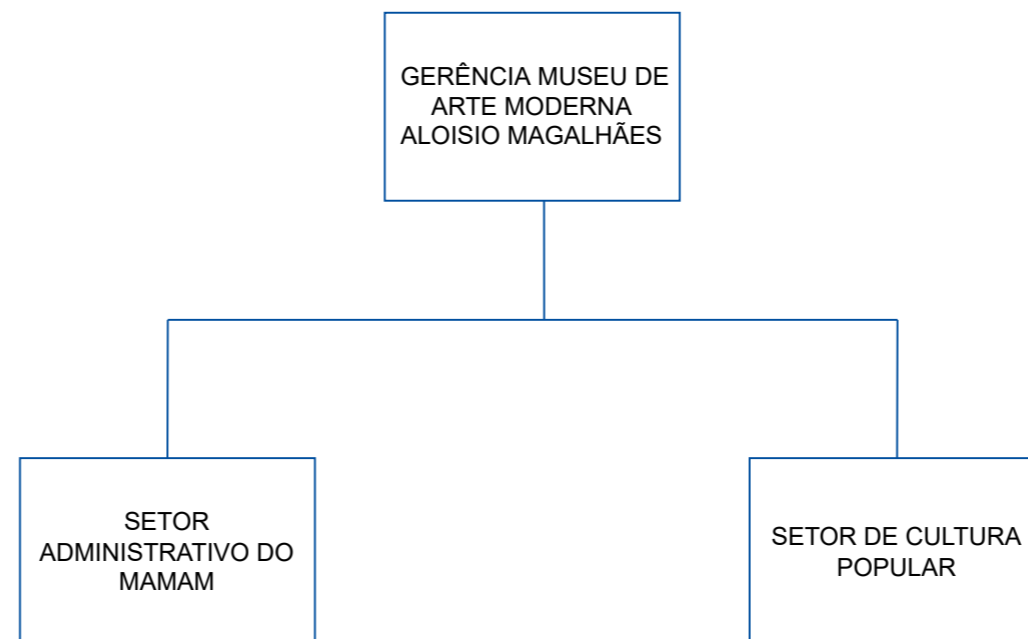 GERÊNCIA MUSEU DE
ARTE MODERNA
ALOISIO MAGALHÃES
SETOR
ADMINISTRATIVO DO
MAMAM
SETOR DE CULTURA
POPULAR